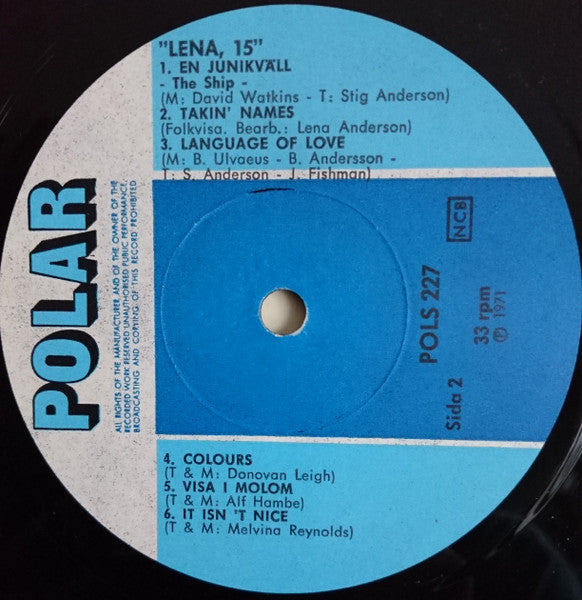 "LENA, 15"
1. EN JUNIKVÄLL
- The Ship -
(M: David Watkins - T: Stig Anderson)
2. TAKIN' NAMES
(Folkvisa. Bearb.: Lena Anderson)
3. LANGUAGE OF LOVE
(M: B. Ulvaeus - B. Andersson -
T: S. Anderson - J. Fishman)
POLAR
ALL RIGHTS OF THE MANUFACTURER AND OF THE OWNER OF THE
RECORDED WORK RESERVED UNAUTHORISED PUBLIC PERFORMANCE,
BROADCASTING AND COPYING OF THIS RECORD PROHIBITED
POLS 227
NCB
Sida 2
33 rpm
℗ 1971
4. COLOURS
(T & M: Donovan Leigh)
5. VISA I MOLOM
(T & M: Alf Hambe)
6. IT ISN 'T NICE
(T & M: Melvina Reynolds)